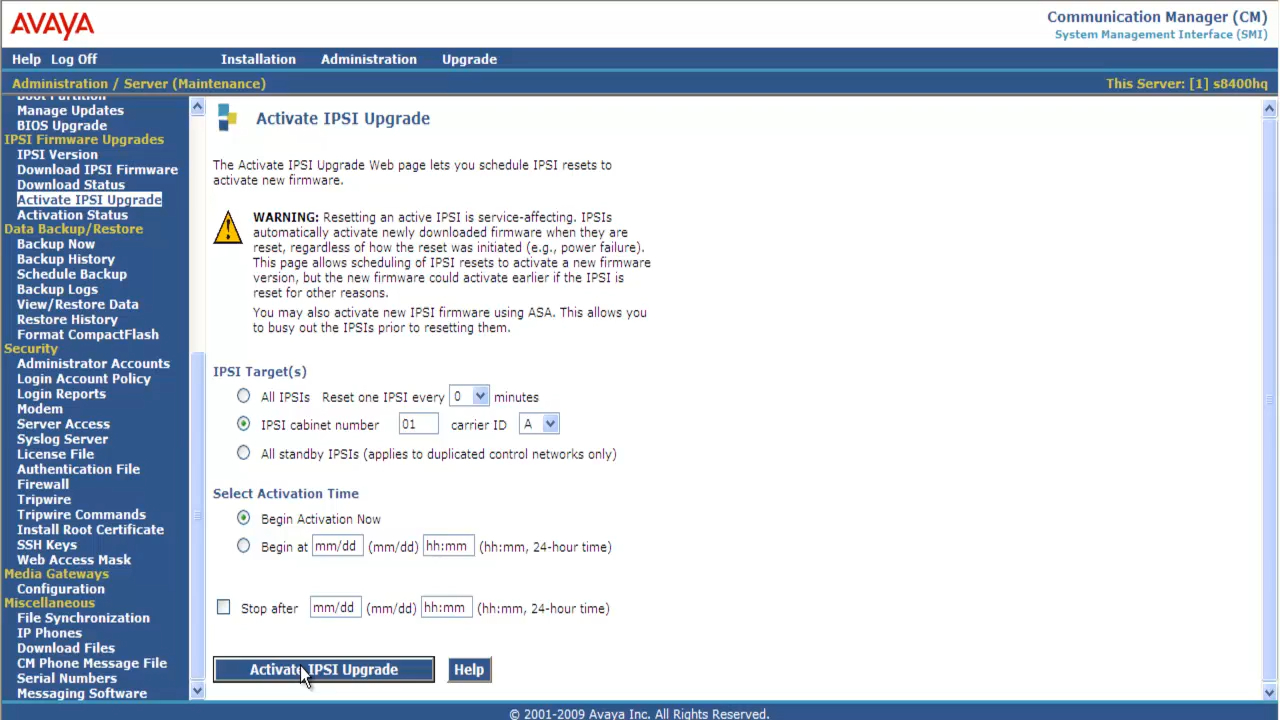 AVAYA
Communication Manager (CM)
System Management Interface (SMI)
Help Log Off Installation Administration Upgrade
Administration / Server (Maintenance)
This Server: [1] s8400hq
Boot Partition
Manage Updates
BIOS Upgrade
IPSI Firmware Upgrades
IPSI Version
Download IPSI Firmware
Download Status
Activate IPSI Upgrade
Activation Status
Data Backup/Restore
Backup Now
Backup History
Schedule Backup
Backup Logs
View/Restore Data
Restore History
Format CompactFlash
Security
Administrator Accounts
Login Account Policy
Login Reports
Modem
Server Access
Syslog Server
License File
Authentication File
Firewall
Tripwire
Tripwire Commands
Install Root Certificate
SSH Keys
Web Access Mask
Media Gateways
Configuration
Miscellaneous
File Synchronization
IP Phones
Download Files
CM Phone Message File
Serial Numbers
Messaging Software
Activate IPSI Upgrade
The Activate IPSI Upgrade Web page lets you schedule IPSI resets to
activate new firmware.
WARNING: Resetting an active IPSI is service-affecting. IPSIs
automatically activate newly downloaded firmware when they are
reset, regardless of how the reset was initiated (e.g., power failure).
This page allows scheduling of IPSI resets to activate a new firmware
version, but the new firmware could activate earlier if the IPSI is
reset for other reasons.
You may also activate new IPSI firmware using ASA. This allows you
to busy out the IPSIs prior to resetting them.
IPSI Target(s)
All IPSIs Reset one IPSI every 0 minutes
IPSI cabinet number 01 carrier ID A
All standby IPSIs (applies to duplicated control networks only)
Select Activation Time
Begin Activation Now
Begin at mm/dd (mm/dd) hh:mm (hh:mm, 24-hour time)
Stop after mm/dd (mm/dd) hh:mm (hh:mm, 24-hour time)
Activate IPSI Upgrade Help
© 2001-2009 Avaya Inc. All Rights Reserved.